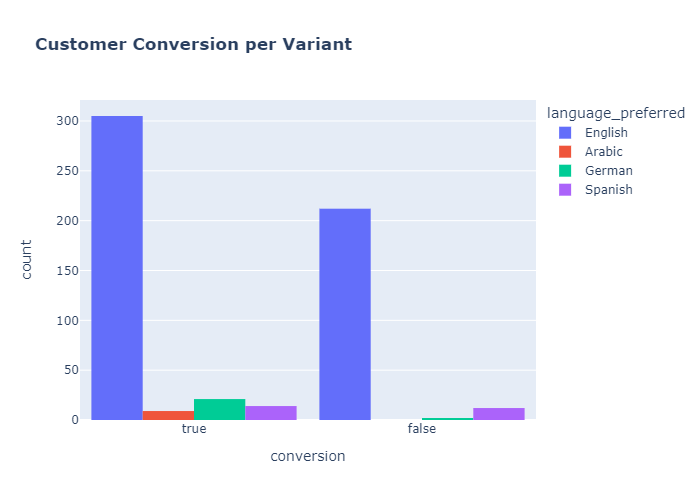 Customer Conversion per Variant
language_preferred
English
Arabic
German
Spanish
count
300
250
200
150
100
50
0
true
false
conversion